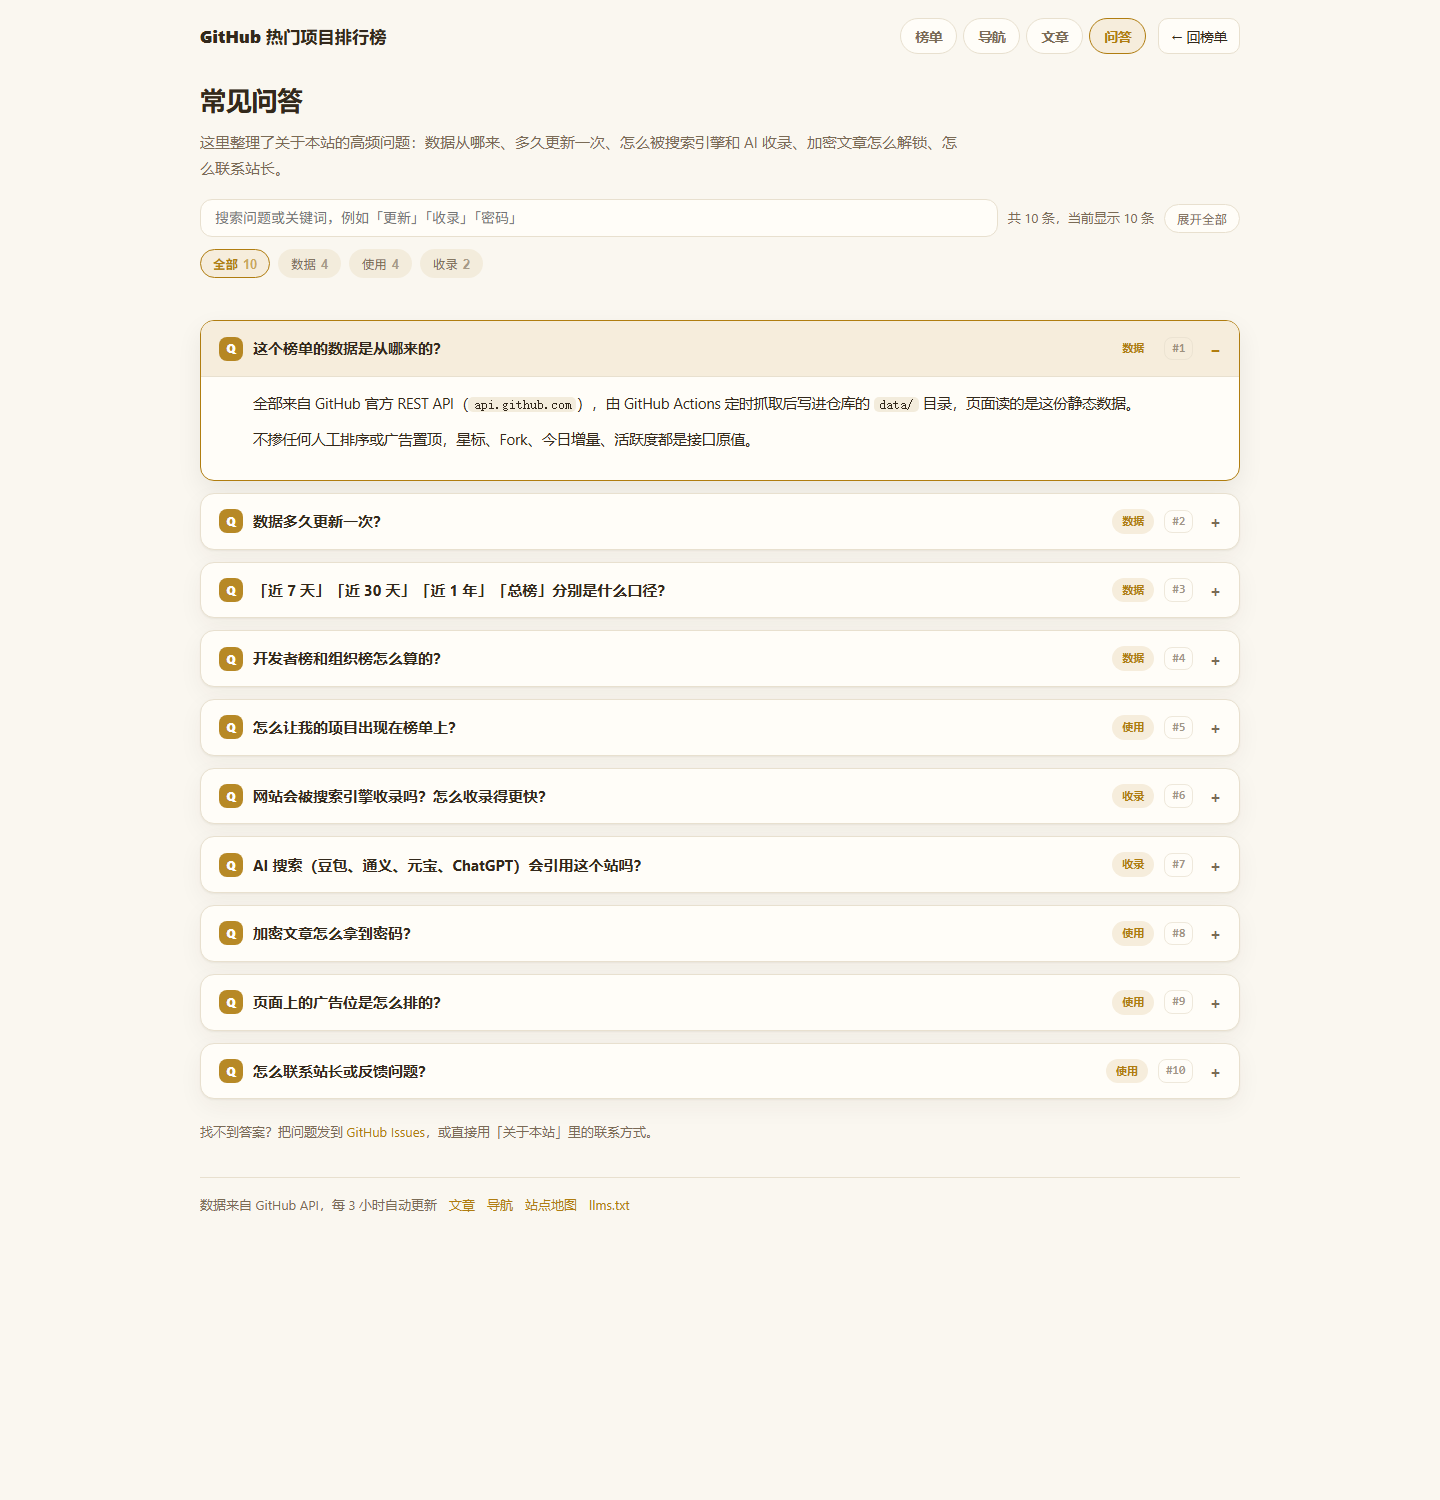 GitHub 热门项目排行榜
榜单 导航 文章 问答 ← 回榜单
常见问答
这里整理了关于本站的高频问题：数据从哪来、多久更新一次、怎么被搜索引擎和 AI 收录、加密文章怎么解锁、怎
么联系站长。
搜索问题或关键词，例如「更新」「收录」「密码」 共 10 条，当前显示 10 条 展开全部
全部 10 数据 4 使用 4 收录 2
Q 这个榜单的数据是从哪来的？ 数据 #1 −
全部来自 GitHub 官方 REST API（api.github.com），由 GitHub Actions 定时抓取后写进仓库的 data/ 目录，页面读的是这份静态数据。
不掺任何人工排序或广告置顶，星标、Fork、今日增量、活跃度都是接口原值。
Q 数据多久更新一次？ 数据 #2 +
Q 「近 7 天」「近 30 天」「近 1 年」「总榜」分别是什么口径？ 数据 #3 +
Q 开发者榜和组织榜怎么算的？ 数据 #4 +
Q 怎么让我的项目出现在榜单上？ 使用 #5 +
Q 网站会被搜索引擎收录吗？怎么收录得更快？ 收录 #6 +
Q AI 搜索（豆包、通义、元宝、ChatGPT）会引用这个站吗？ 收录 #7 +
Q 加密文章怎么拿到密码？ 使用 #8 +
Q 页面上的广告位是怎么排的？ 使用 #9 +
Q 怎么联系站长或反馈问题？ 使用 #10 +
找不到答案？把问题发到 GitHub Issues，或直接用「关于本站」里的联系方式。
数据来自 GitHub API，每 3 小时自动更新 文章 导航 站点地图 llms.txt